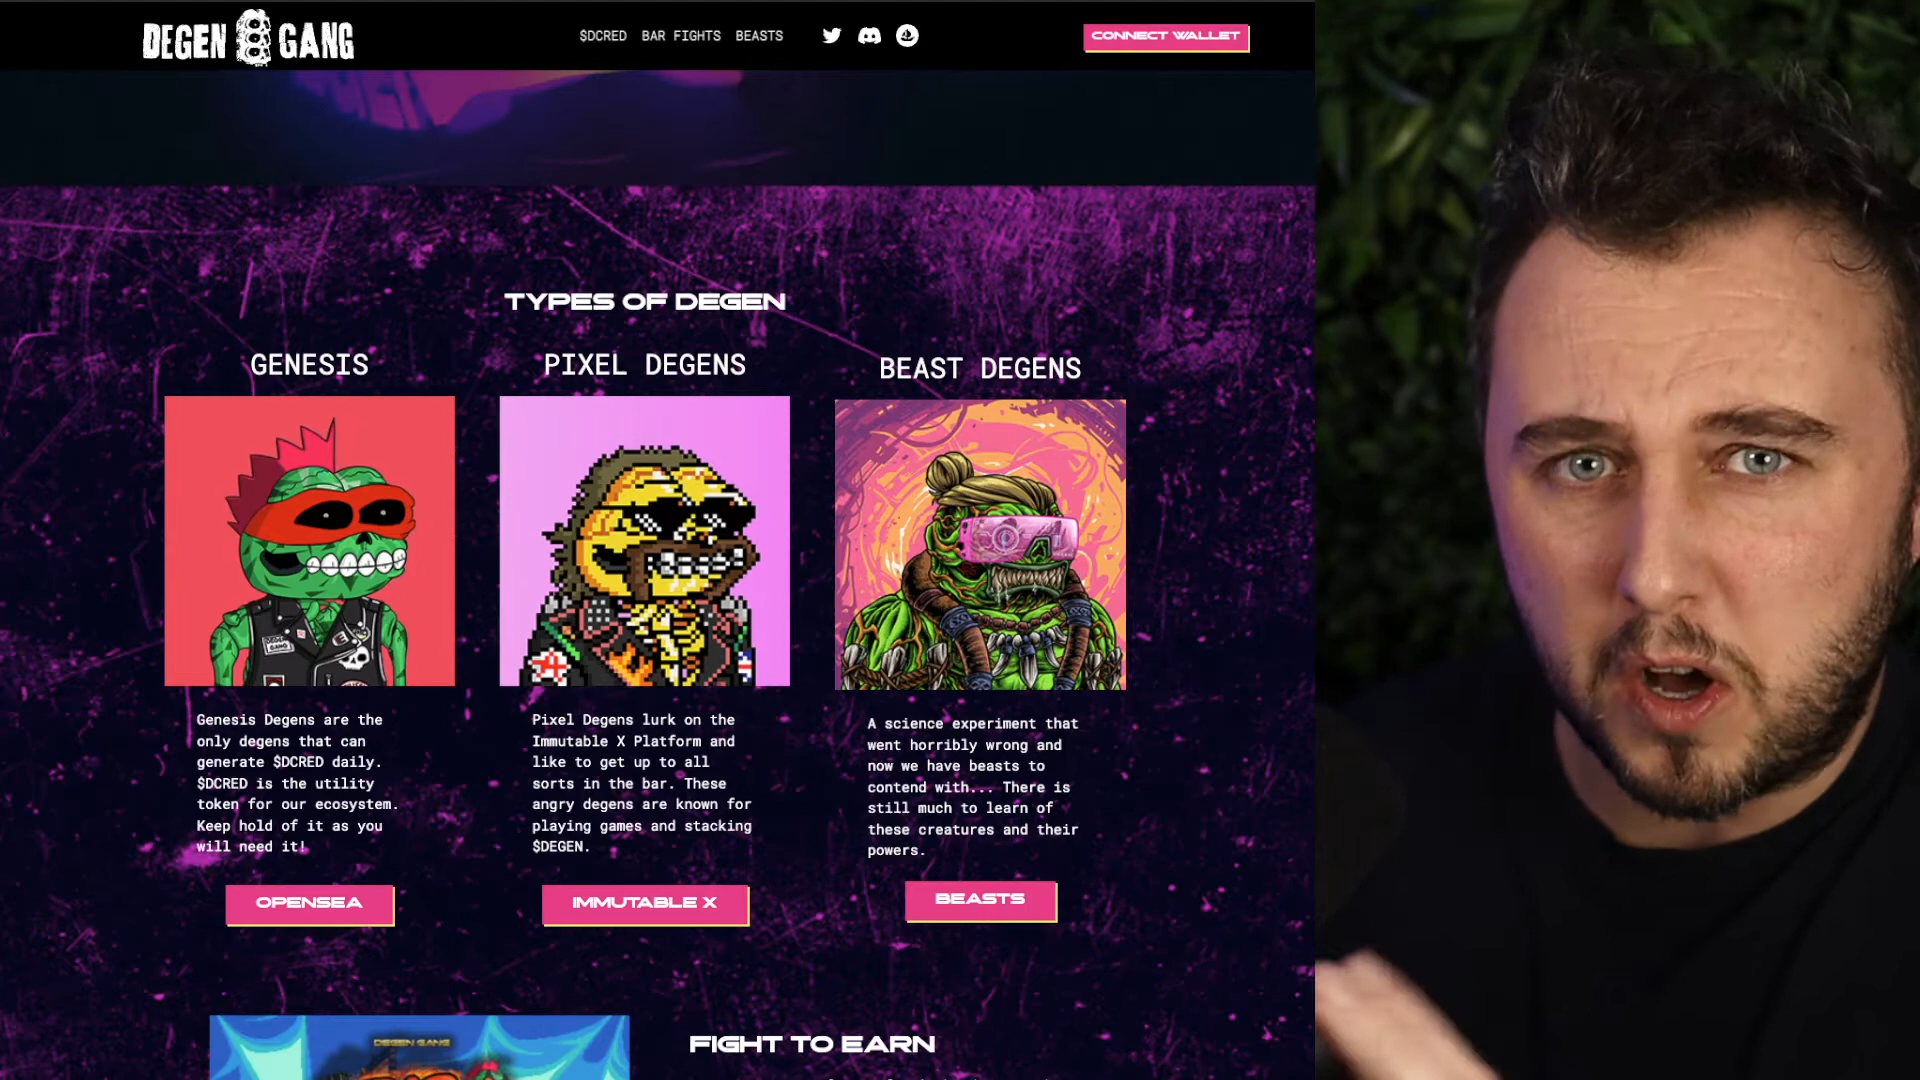 DEGEN GANG
$DCRED BAR FIGHTS BEASTS
CONNECT WALLET
TYPES OF DEGEN
GENESIS
PIXEL DEGENS
BEAST DEGENS
Genesis Degens are the
only degens that can
generate $DCRED daily.
$DCRED is the utility
token for our ecosystem.
Keep hold of it as you
will need it!
OPENSEA
Pixel Degens lurk on the
Immutable X Platform and
like to get up to all
sorts in the bar. These
angry degens are known for
playing games and stacking
$DEGEN.
IMMUTABLE X
A science experiment that
went horribly wrong and
now we have beasts to
contend with... There is
still much to learn of
these creatures and their
powers.
BEASTS
DEGEN GANG
FIGHT TO EARN